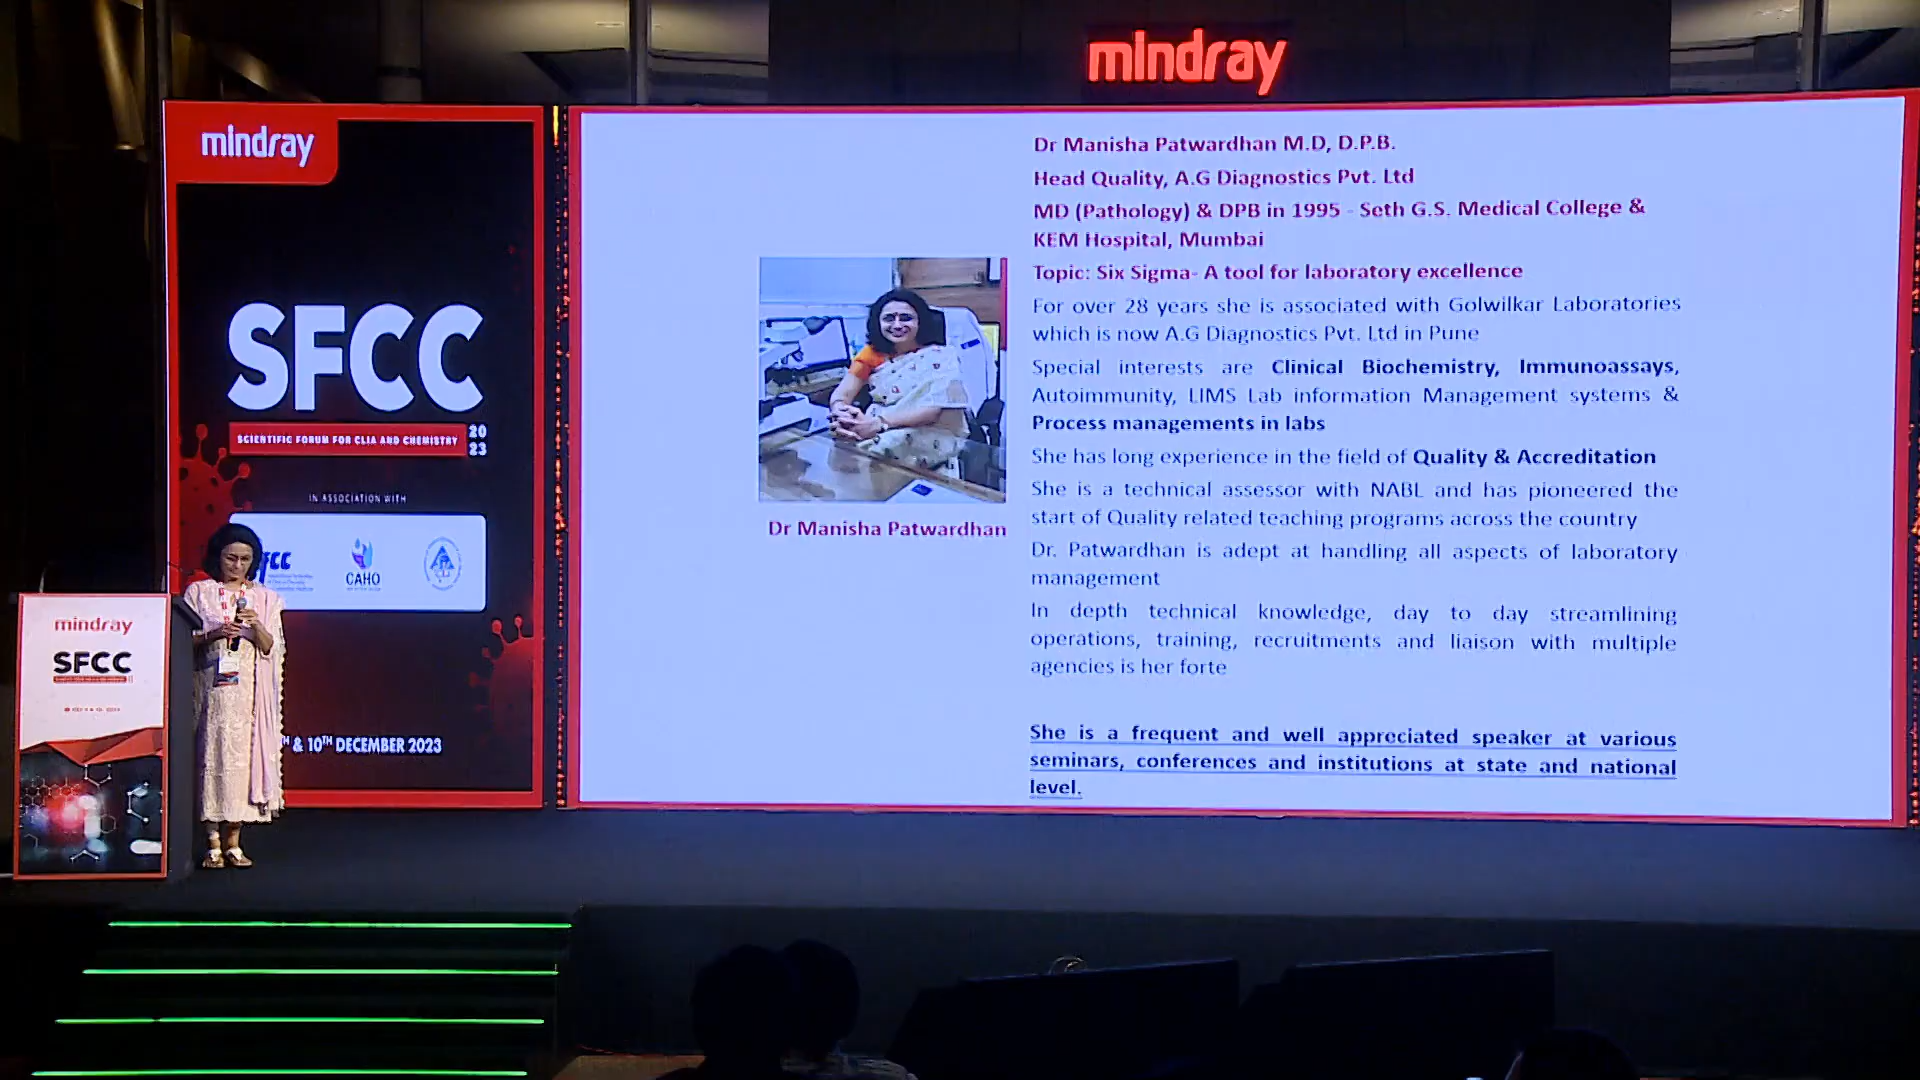 mindray
mindray
SFCC
SCIENTIFIC FORUM FOR CLIA AND CHEMISTRY
20
23
IN ASSOCIATION WITH
CAHO
& 10TH DECEMBER 2023
mindray
SFCC
Dr Manisha Patwardhan M.D, D.P.B.
Head Quality, A.G Diagnostics Pvt. Ltd
MD (Pathology) & DPB in 1995 - Seth G.S. Medical College &
KEM Hospital, Mumbai
Topic: Six Sigma- A tool for laboratory excellence
For over 28 years she is associated with Golwilkar Laboratories
which is now A.G Diagnostics Pvt. Ltd in Pune
Special interests are Clinical Biochemistry, Immunoassays,
Autoimmunity, LIMS Lab information Management systems &
Process managements in labs
She has long experience in the field of Quality & Accreditation
She is a technical assessor with NABL and has pioneered the
start of Quality related teaching programs across the country
Dr. Patwardhan is adept at handling all aspects of laboratory
management
In depth technical knowledge, day to day streamlining
operations, training, recruitments and liaison with multiple
agencies is her forte
She is a frequent and well appreciated speaker at various
seminars, conferences and institutions at state and national
level.
Dr Manisha Patwardhan